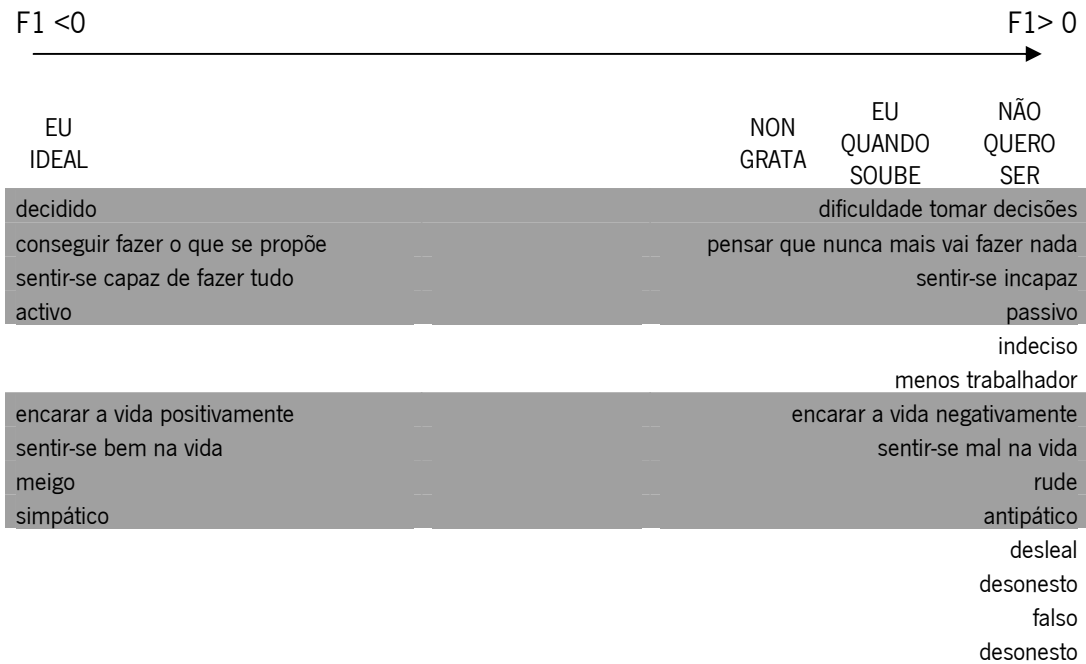 F1 <0 F1> 0
EU
IDEAL
NON
GRATA
EU
QUANDO
SOUBE
NÃO
QUERO
SER
decidido dificuldade tomar decisões
conseguir fazer o que se propõe pensar que nunca mais vai fazer nada
sentir-se capaz de fazer tudo sentir-se incapaz
activo passivo
indeciso
menos trabalhador
encarar a vida positivamente encarar a vida negativamente
sentir-se bem na vida sentir-se mal na vida
meigo rude
simpático antipático
desleal
desonesto
falso
desonesto